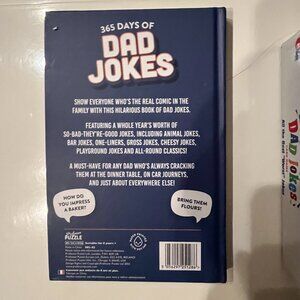 365 DAYS OF
DAD
JOKES
SHOW EVERYONE WHO'S THE REAL COMIC IN THE
FAMILY WITH THIS HILARIOUS BOOK OF DAD JOKES.
FEATURING A WHOLE YEAR'S WORTH OF
SO-BAD-THEY'RE-GOOD JOKES, INCLUDING ANIMAL JOKES,
BAR JOKES, ONE-LINERS, GROSS JOKES, CHEESY JOKES,
PLAYGROUND JOKES AND ALL-ROUND CLASSICS!
A MUST-HAVE FOR ANY DAD WHO'S ALWAYS CRACKING
THEM AT THE DINNER TABLE, ON CAR JOURNEYS,
AND JUST ABOUT EVERYWHERE ELSE!
HOW DO YOU
IMPRESS
A BAKER?
BRING THEM
FLOURS!
PUZZLE
DAD
JOKES